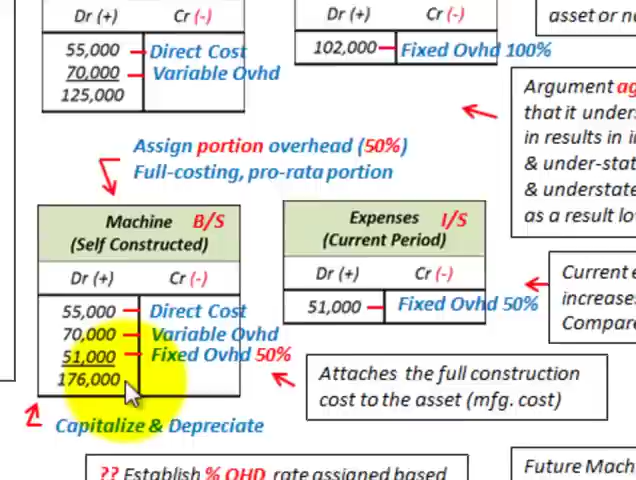 Dr (+) Cr (-)
55,000 Direct Cost
70,000 Variable Ovhd
125,000
Dr (+) Cr (-)
102,000 Fixed Ovhd 100%
asset or
Argument
that it
in results in
& under-stat
& understate
as a result
Assign portion overhead (50%)
Full-costing, pro-rata portion
Machine B/S
(Self Constructed)
Dr (+) Cr (-)
55,000 Direct Cost
70,000 Variable Ovhd
51,000 Fixed Ovhd 50%
176,000
Capitalize & Depreciate
Expenses I/S
(Current Period)
Dr (+) Cr (-)
51,000 Fixed Ovhd 50%
Current
increases
Compare
Attaches the full construction
cost to the asset (mfg. cost)
?? Establish % OHD rate assigned based
Future Mach